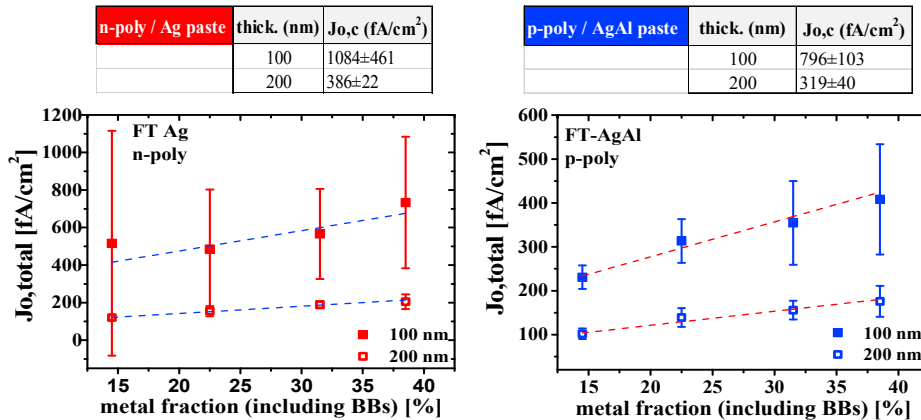 n-poly / Ag paste thick. (nm) Jo,c (fA/cm²)
100 1084±461
200 386±22
p-poly / AgAl paste thick. (nm) Jo,c (fA/cm²)
100 796±103
200 319±40
1200
1000
800
600
400
200
0
Jo,total [fA/cm²]
FT Ag
n-poly
100 nm
200 nm
15 20 25 30 35 40
metal fraction (including BBs) [%]
600
500
400
300
200
100
0
Jo,total [fA/cm²]
FT-AgAl
p-poly
100 nm
200 nm
15 20 25 30 35 40
metal fraction (including BBs) [%]